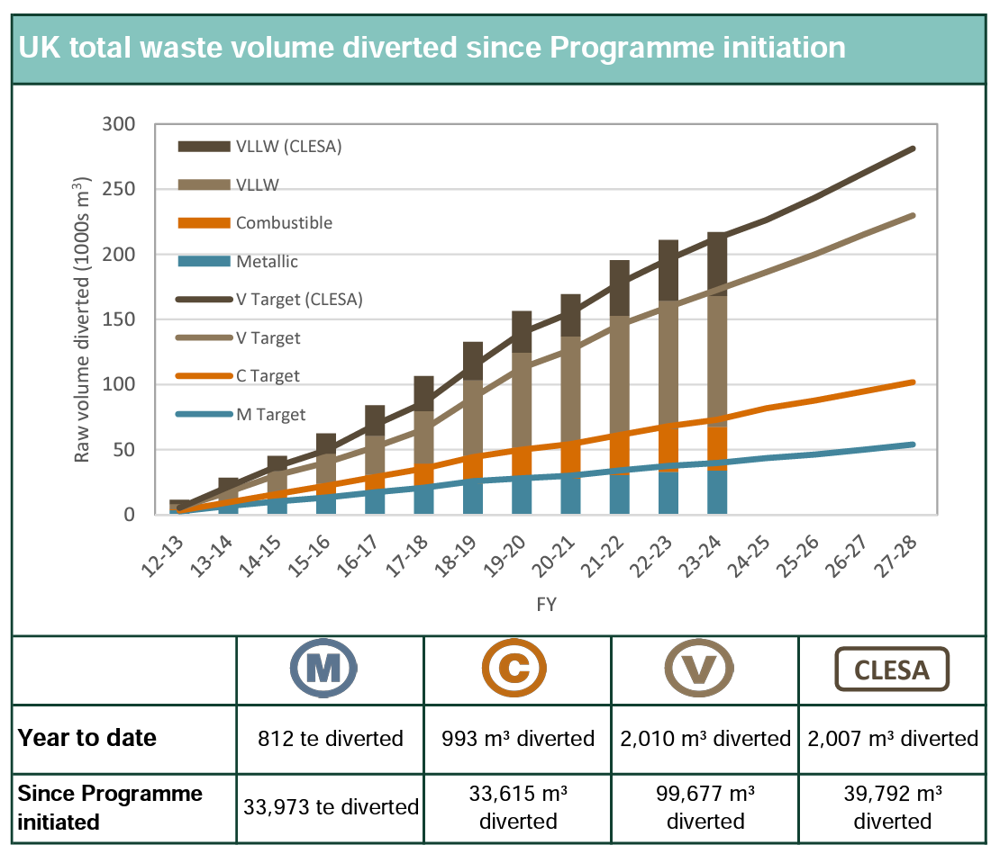 UK total waste volume diverted since Programme initiation
Raw volume diverted (1000s m³)
300
250
200
150
100
50
0
VLLW (CLESA)
VLLW
Combustible
Metallic
V Target (CLESA)
V Target
C Target
M Target
12-13
13-14
14-15
15-16
16-17
17-18
18-19
19-20
20-21
21-22
22-23
23-24
24-25
25-26
26-27
27-28
FY
M
C
V
CLESA
Year to date
812 te diverted
993 m³ diverted
2,010 m³ diverted
2,007 m³ diverted
Since Programme
initiated
33,973 te diverted
33,615 m³
diverted
99,677 m³
diverted
39,792 m³
diverted